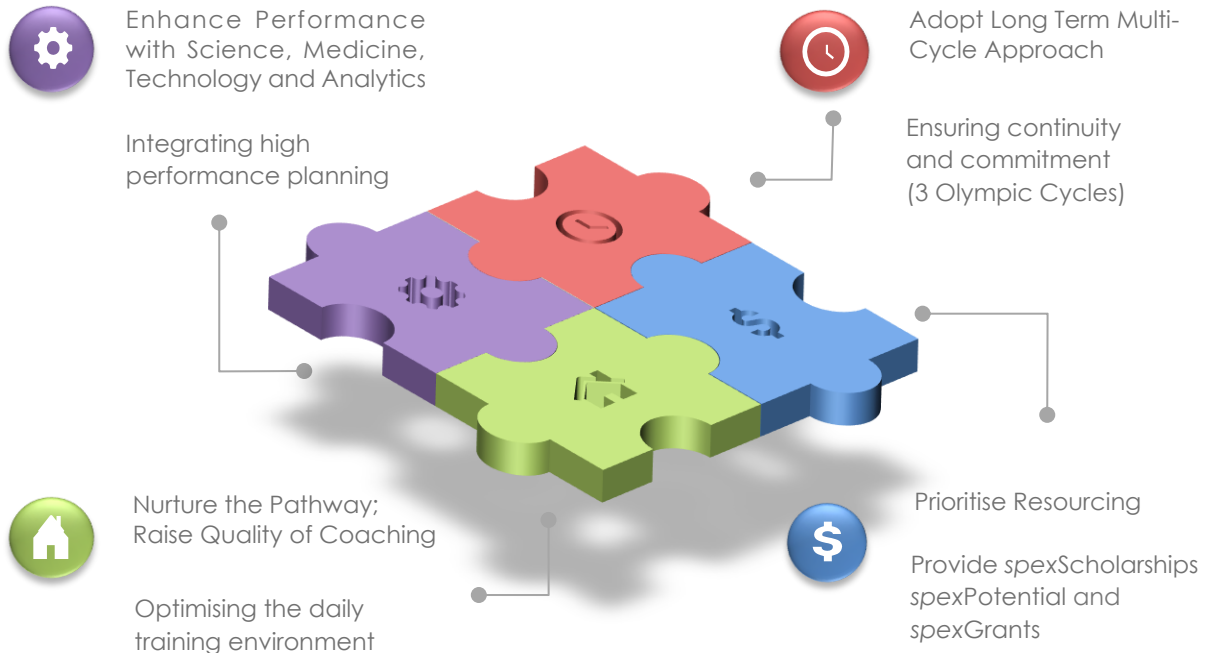 Enhance Performance
with Science, Medicine,
Technology and Analytics
Integrating high
performance planning
Adopt Long Term Multi-
Cycle Approach
Ensuring continuity
and commitment
(3 Olympic Cycles)
Nurture the Pathway;
Raise Quality of Coaching
Optimising the daily
training environment
$
Prioritise Resourcing
Provide spexScholarships
spexPotential and
spexGrants